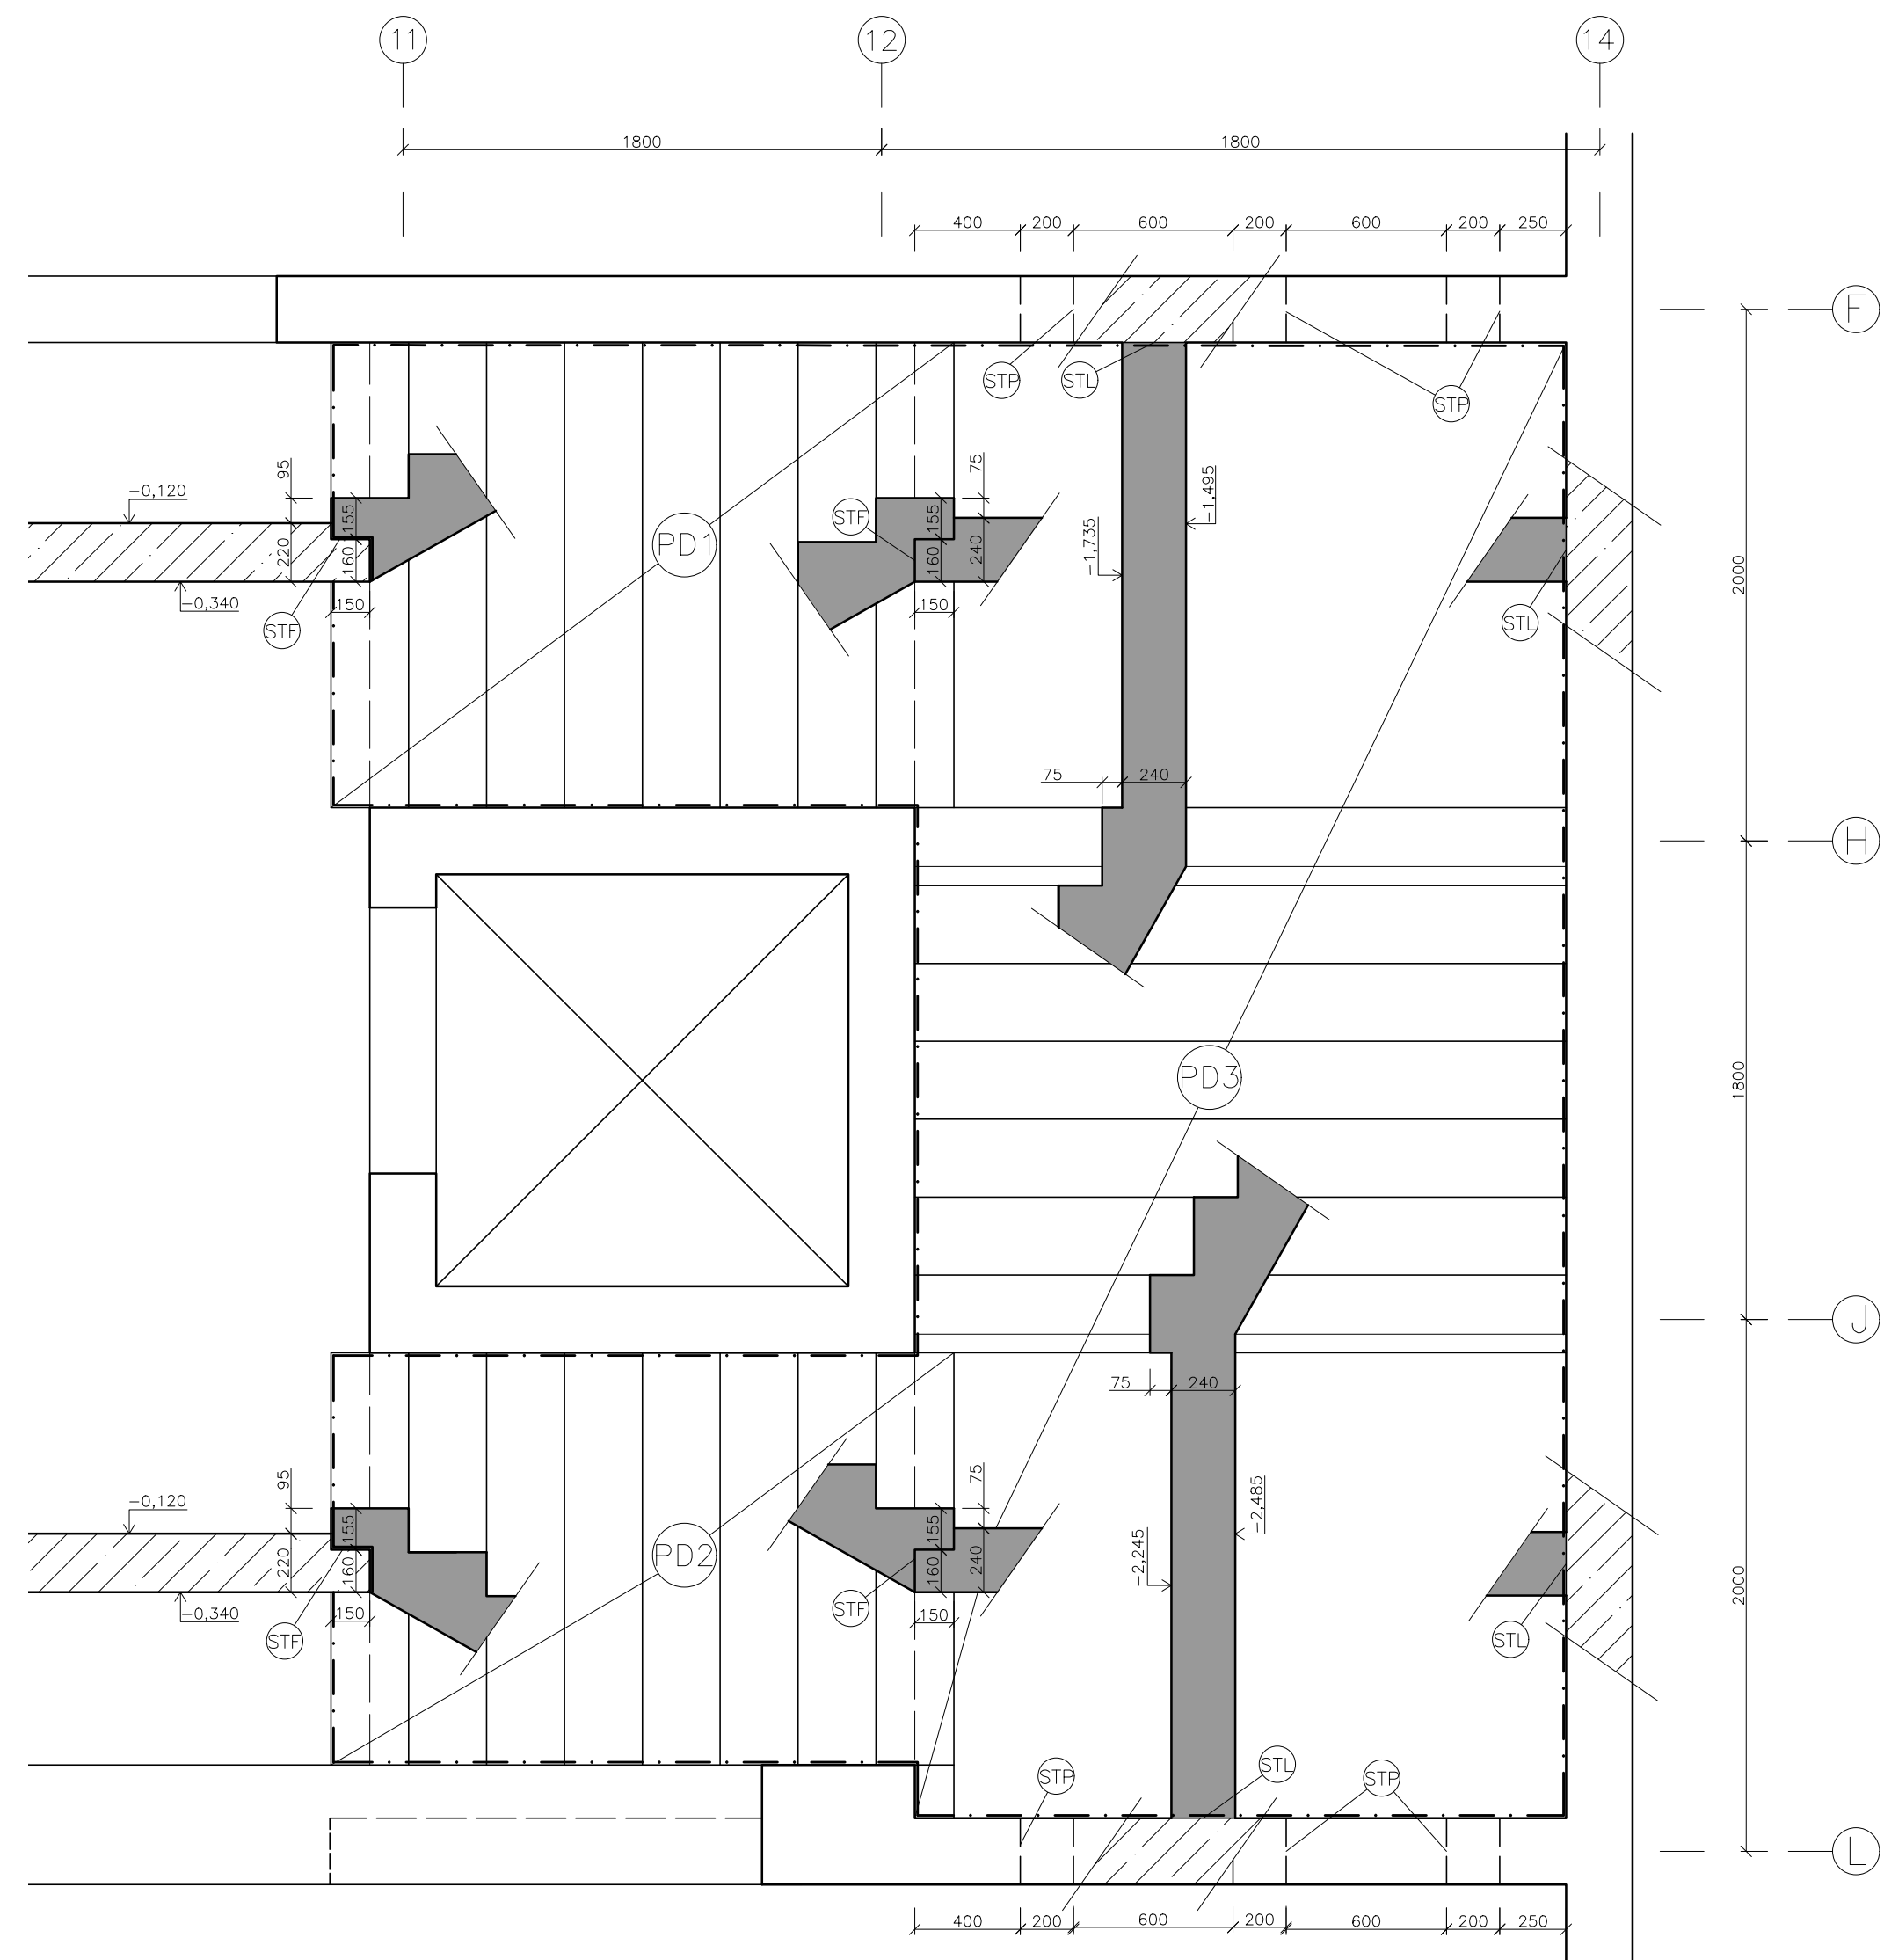 11 12 14
1800 1800
400 200 600 200 600 200 250
F
STP STL STP
95 75 -1,495
-0,120
155 STF 155
PD1
-1,735
220 160 160 240
2000
-0,340 150 150
STF STL
75 240
H
PD3
1800
J
75 240
95 75 -2,485
-0,120
155 155
PD2
-2,245
220 160 160 240
2000
-0,340 150 STF 150
STF STL
STP STL STP
L
400 200 600 200 600 200 250